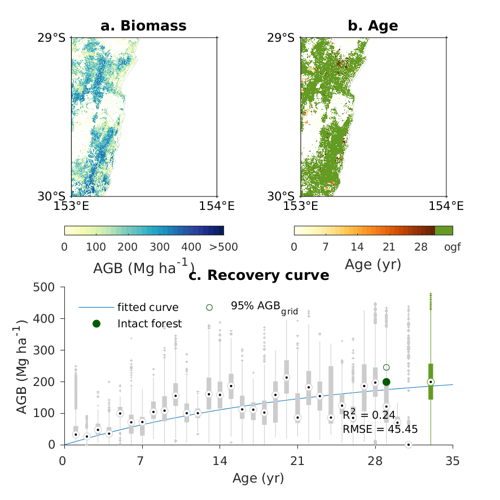 a. Biomass
b. Age
29°S
29°S
30°S
30°S
153°E
154°E
153°E
154°E
0 100 200 300 400 >500
0 7 14 21 28 ogf
AGB (Mg ha⁻¹)
Age (yr)
c. Recovery curve
500
400
300
200
100
0
AGB (Mg ha⁻¹)
fitted curve
95% AGB_grid
Intact forest
R² = 0.24
RMSE = 45.45
0 7 14 21 28 35
Age (yr)